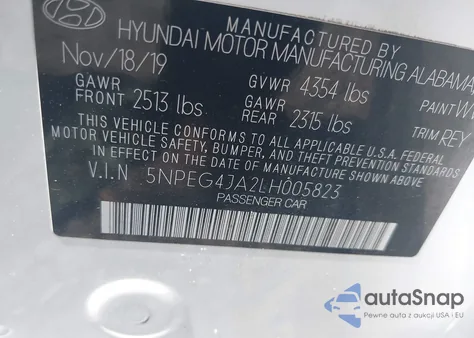 MANUFACTURED BY
HYUNDAI MOTOR MANUFACTURING ALABAMA,
Nov/18/19
GVWR 4354 lbs
GAWR FRONT 2513 lbs
GAWR REAR 2315 lbs
PAINT
TRIM REY
THIS VEHICLE CONFORMS TO ALL APPLICABLE U.S.A. FEDERAL
MOTOR VEHICLE SAFETY, BUMPER, AND THEFT PREVENTION STANDARDS
IN EFFECT ON THE DATE OF MANUFACTURE SHOWN ABOVE.
V.I.N 5NPEG4JA2LH005823
PASSENGER CAR
autoSnap
Pewne auta z aukcji USA i EU